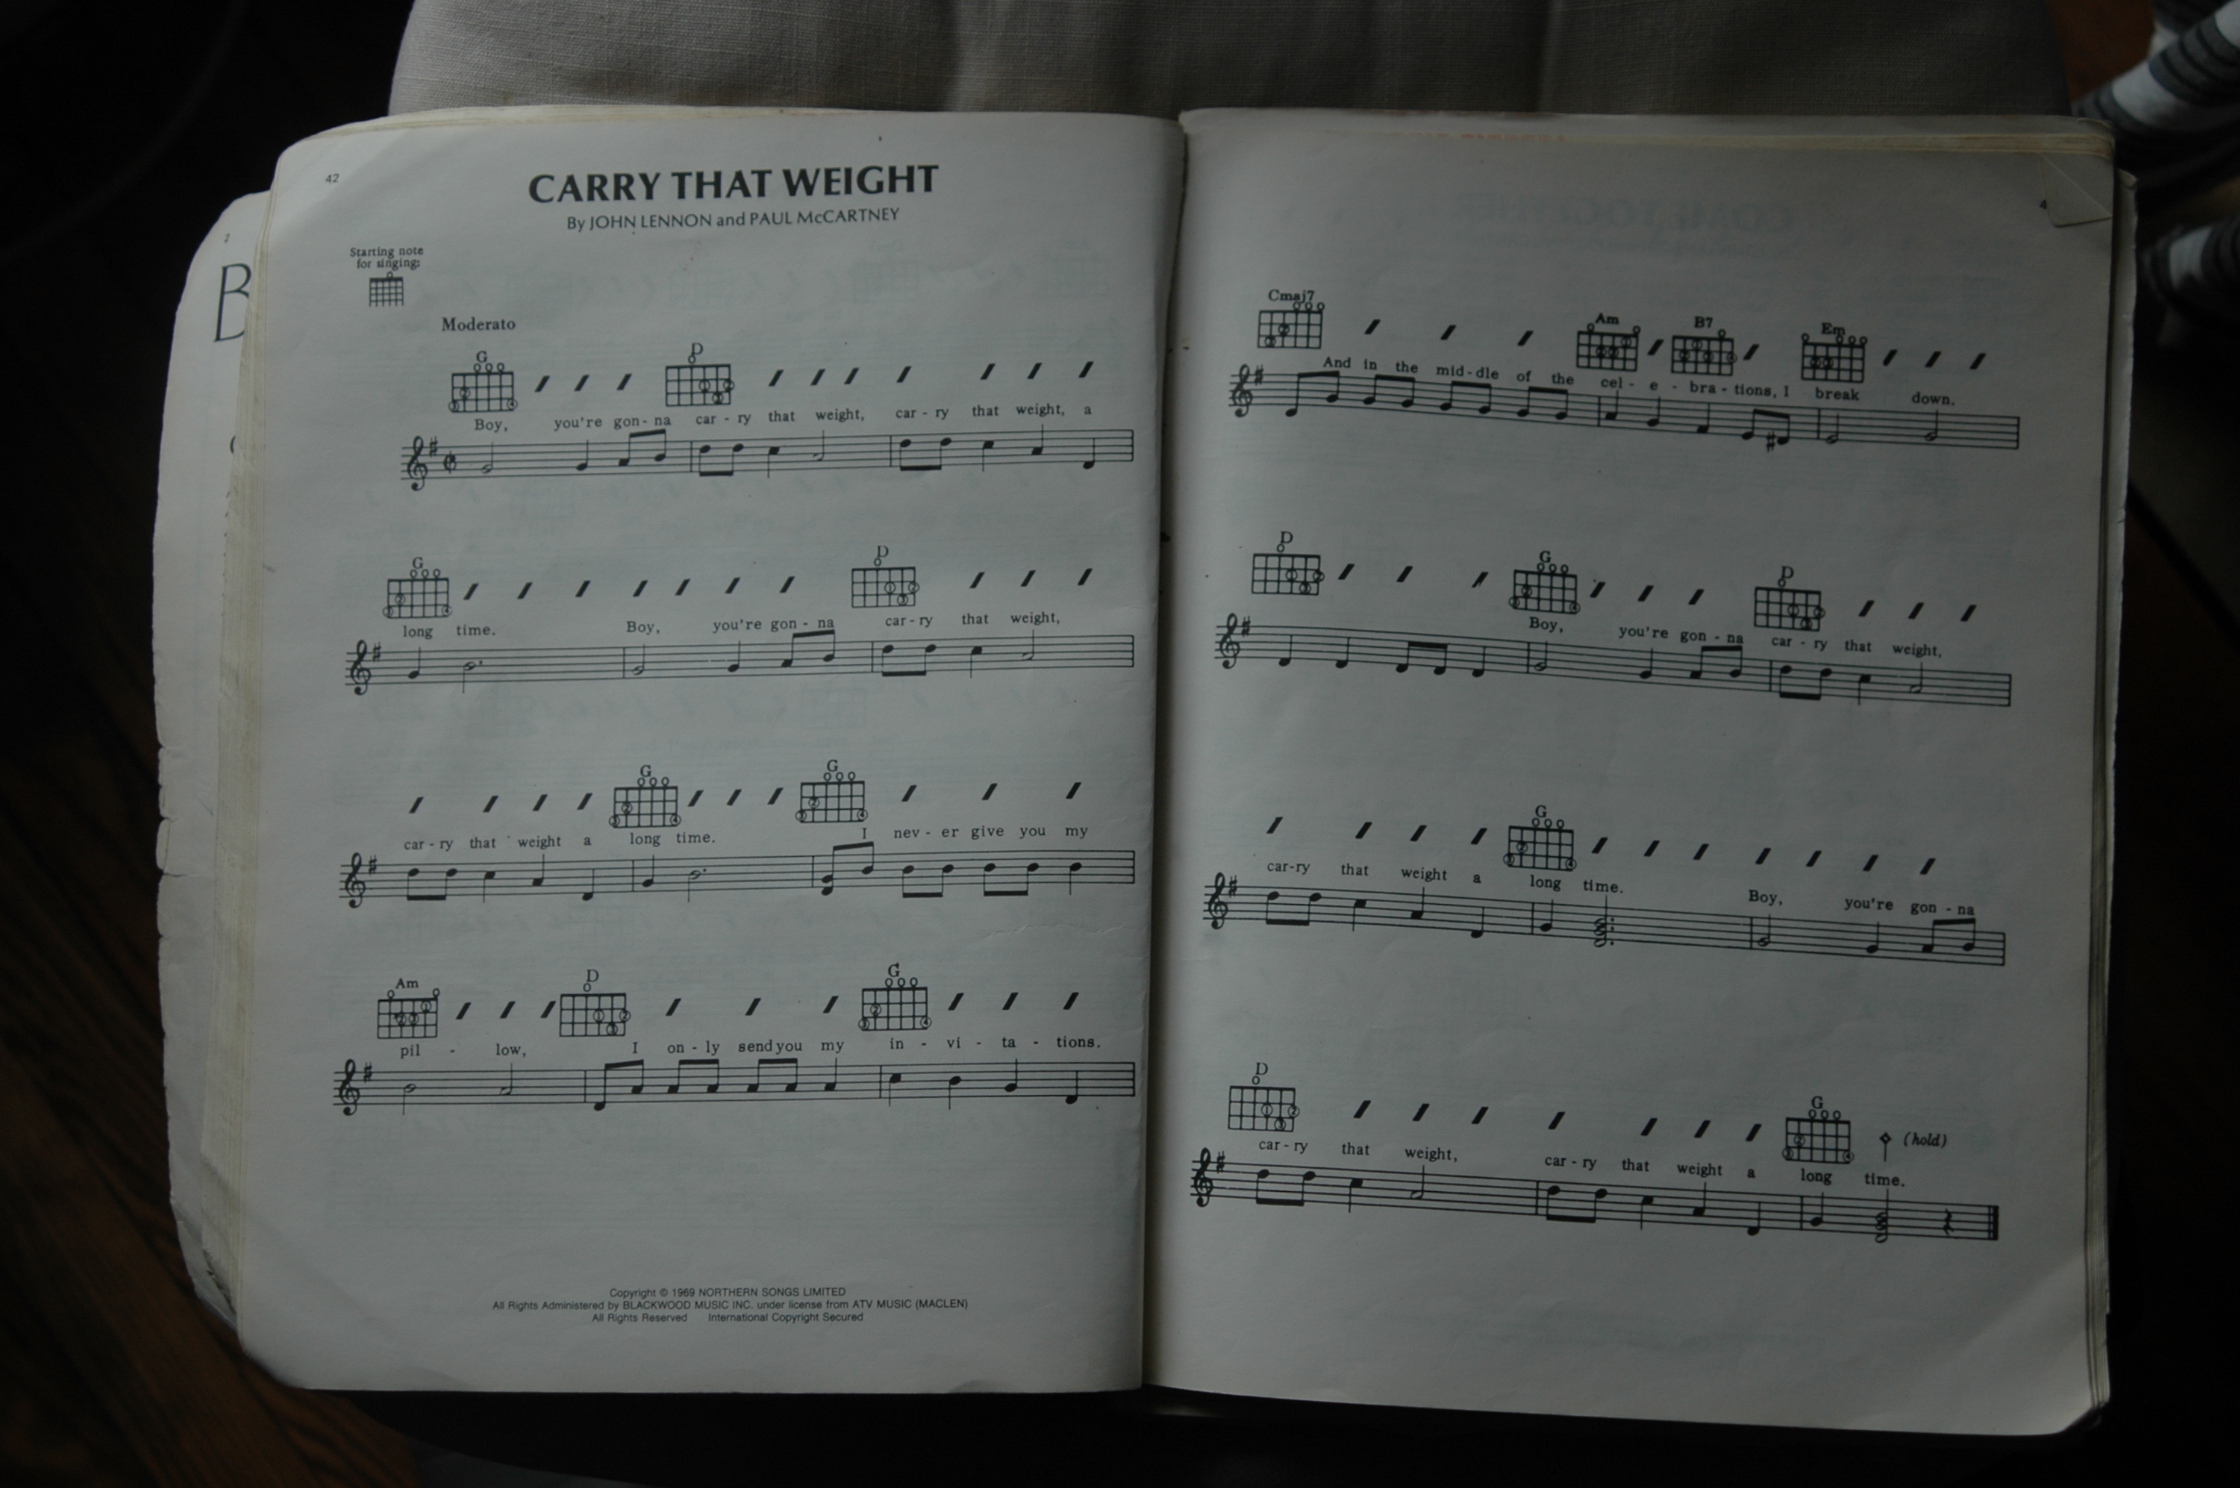 42
CARRY THAT WEIGHT
By JOHN LENNON and PAUL McCARTNEY
Starting note
for singing:
Moderato
G D
Boy, you're gon - na car - ry that weight, car - ry that weight, a
G D
long time. Boy, you're gon - na car - ry that weight,
G G
car - ry that weight a long time. I nev - er give you my
Am D G
pil - low, I on - ly send you my in - vi - ta - tions.
Copyright © 1969 NORTHERN SONGS LIMITED
All Rights Administered by BLACKWOOD MUSIC INC. under license from ATV MUSIC (MACLEN)
All Rights Reserved International Copyright Secured
Cmaj7 Am B7 Em
And in the mid - dle of the cel - e - bra - tions, I break down.
D G D
Boy, you're gon - na car - ry that weight,
G
car - ry that weight a long time. Boy, you're gon - na
D G (hold)
car - ry that weight, car - ry that weight a long time.